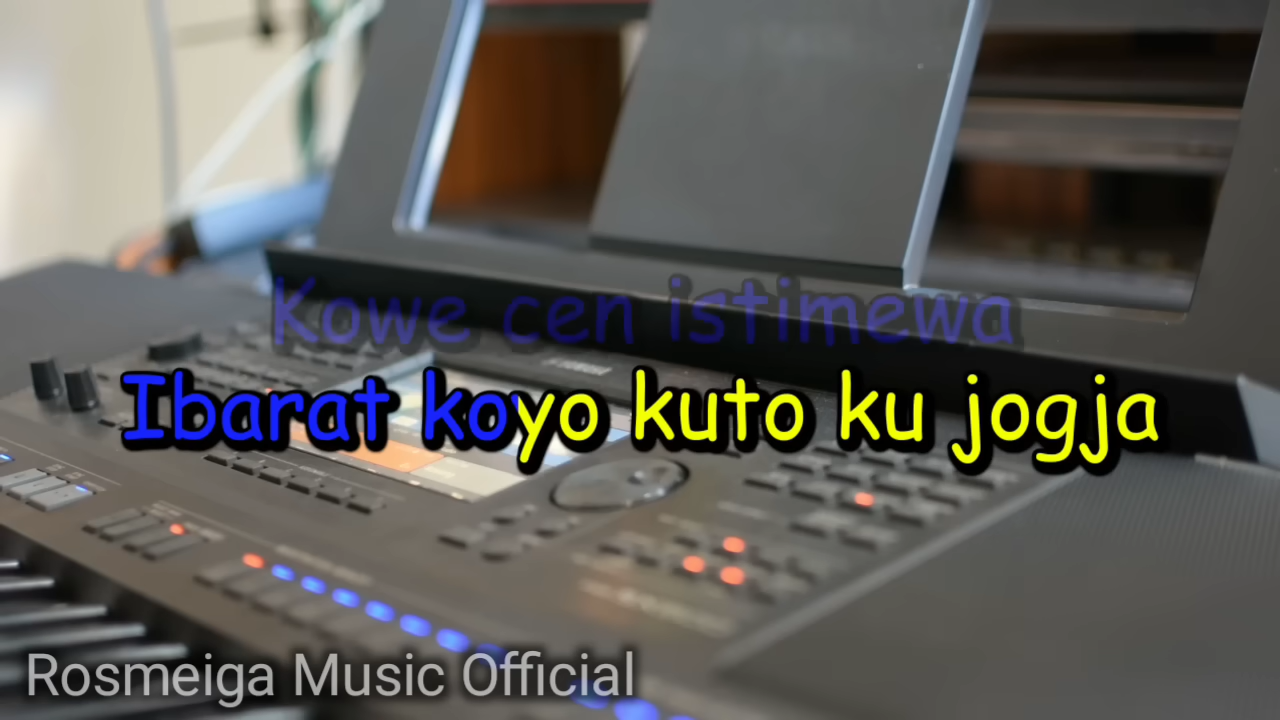 Kowe cen istimewa
Ibarat koyo kuto ku jogja
Rosmeiga Music Official